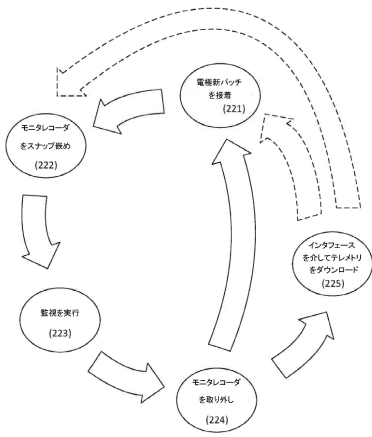 電極新パッチ
を接着
(221)
モニタレコーダ
をスナップ嵌め
(222)
監視を実行
(223)
モニタレコーダ
を取り外し
(224)
インタフェース
を介してテレメトリ
をダウンロード
(225)